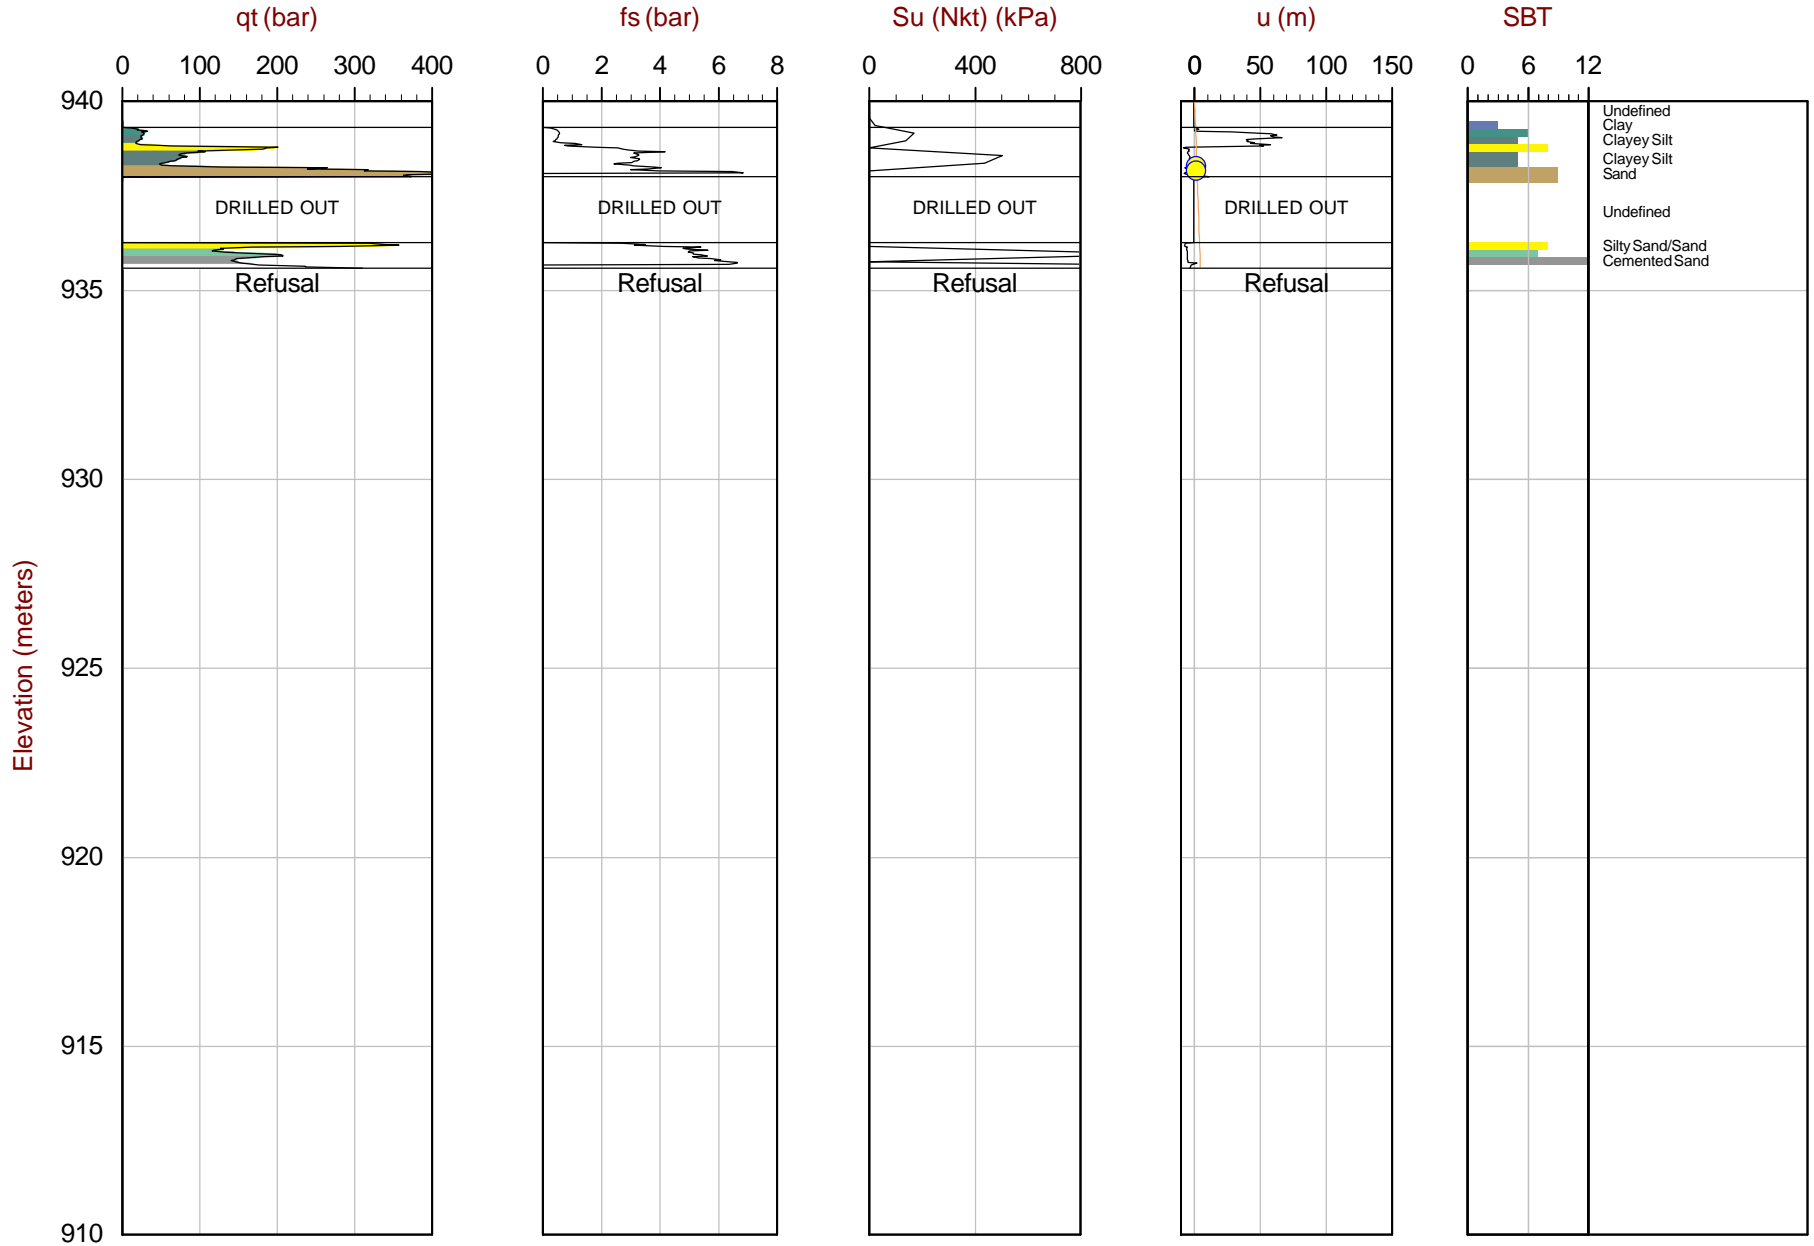 qt (bar) fs (bar) Su (Nkt) (kPa) u (m) SBT
0 100 200 300 400 0 2 4 6 8 0 400 800 0 50 100 150 0 6 12
940
Undefined
Clay
Clayey Silt
Clayey Silt
Sand
DRILLED OUT DRILLED OUT DRILLED OUT DRILLED OUT
Undefined
Silty Sand/Sand
Cemented Sand
Refusal Refusal Refusal Refusal
935
930
925
920
915
910
Elevation (meters)